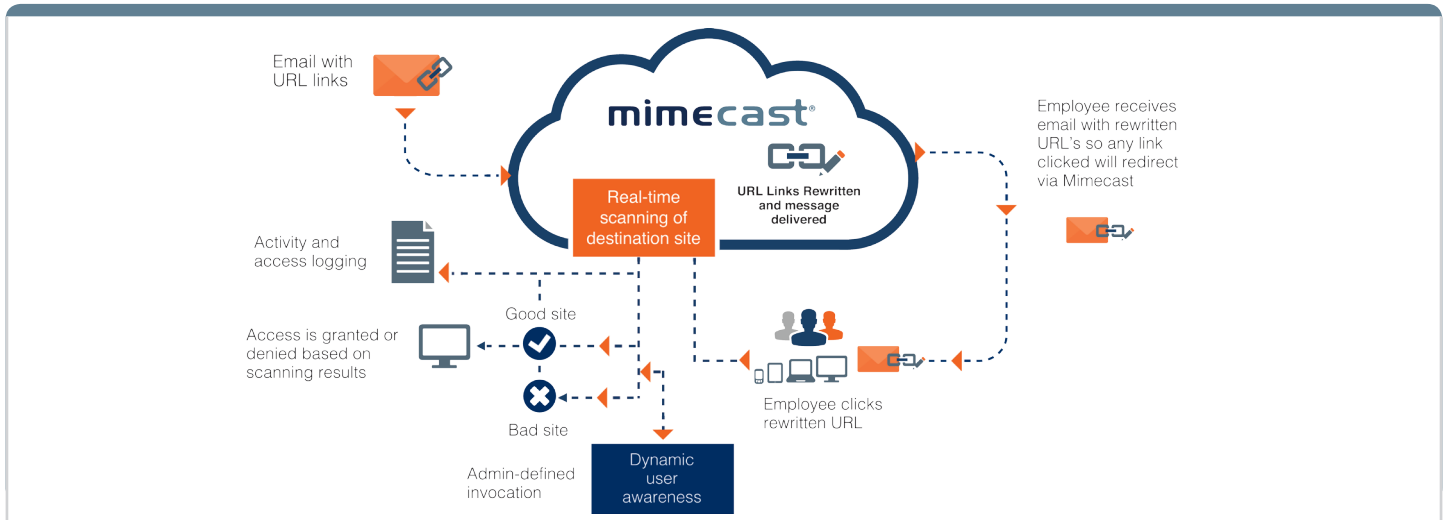 Email with
URL links
mimecast®
URL Links Rewritten
and message
delivered
Real-time
scanning of
destination site
Employee receives
email with rewritten
URL's so any link
clicked will redirect
via Mimecast
Activity and
access logging
Good site
Access is granted or
denied based on
scanning results
Bad site
Employee clicks
rewritten URL
Admin-defined
invocation
Dynamic
user
awareness